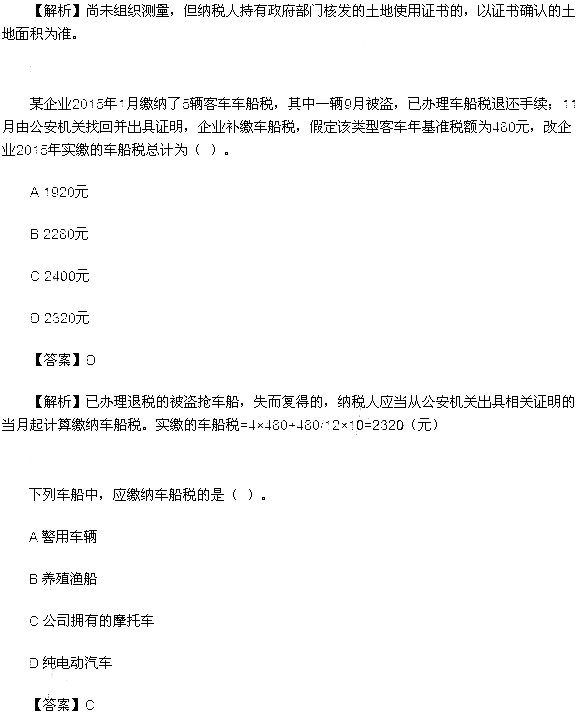 【解析】尚未组织测量，但纳税人持有政府部门核发的土地使用证书的，以证书确认的土
地面积为准。
某企业2015年1月缴纳了5辆客车车船税，其中一辆9月被盗，已办理车船税退还手续；11
月由公安机关找回并出具证明，企业补缴车船税，假定该类型客车年基准税额为480元，改企
业2015年实缴的车船税总计为（ ）。
A 1920元
B 2280元
C 2400元
D 2320元
【答案】D
【解析】已办理退税的被盗抢车船，失而复得的，纳税人应当从公安机关出具相关证明的
当月起计算缴纳车船税。实缴的车船税=4×480+480/12×10=2320（元）
下列车船中，应缴纳车船税的是（ ）。
A 警用车辆
B 养殖渔船
C 公司拥有的摩托车
D 纯电动汽车
【答案】C